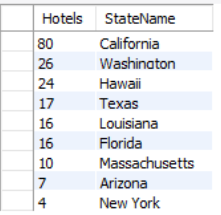 Hotels StateName
80 California
26 Washington
24 Hawaii
17 Texas
16 Louisiana
16 Florida
10 Massachusetts
7 Arizona
4 New York